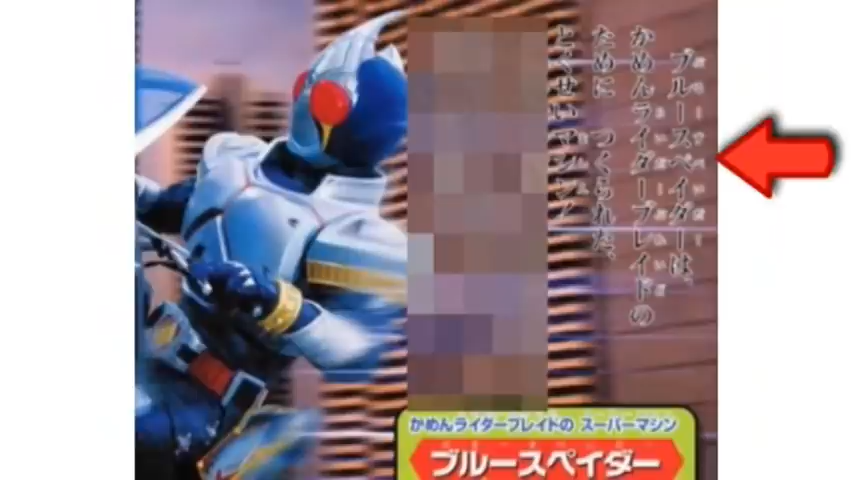 ブルースペイダーは、
かめんライダーブレイドの
ために つくられた、
とくせいマシン!
かめんライダーブレイドの スーパーマシン
ブルースペイダー